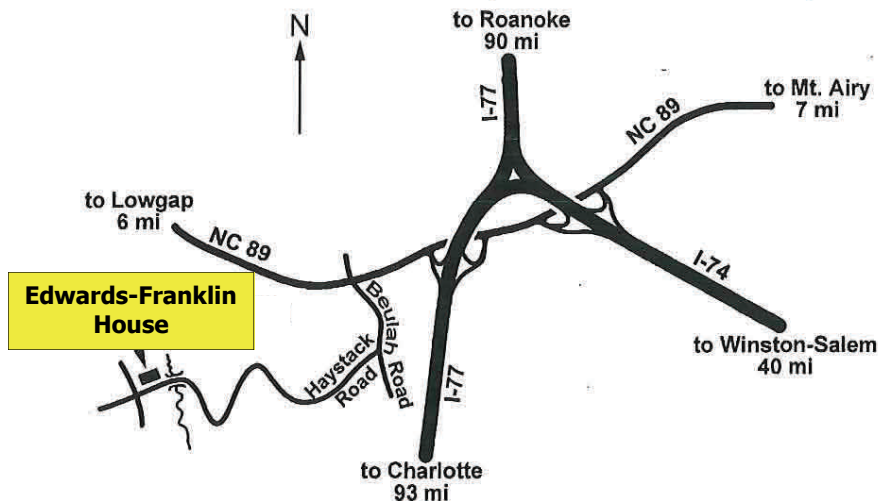 N
to Roanoke
90 mi
I-77
to Mt. Airy
7 mi
NC 89
to Lowgap
6 mi
NC 89
I-74
Edwards-Franklin
House
Beulah
Road
Haystack
Road
I-77
to Winston-Salem
40 mi
to Charlotte
93 mi